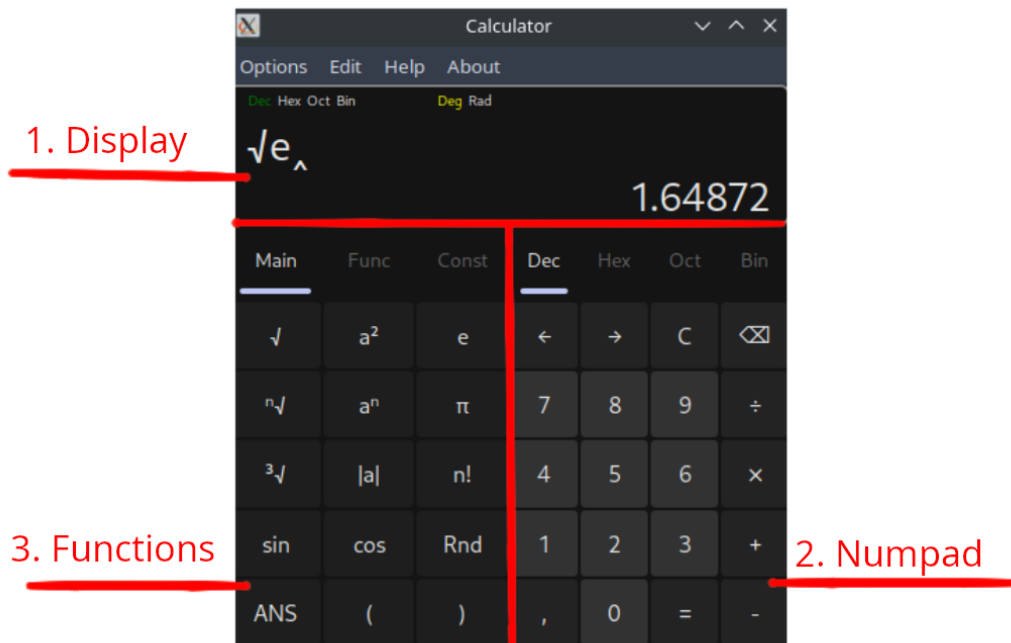 Calculator
Options Edit Help About
Dec Hex Oct Bin Deg Rad
1. Display
√e‸
1.64872
Main Func Const Dec Hex Oct Bin
√ a² e ← → C ⌫
ⁿ√ aⁿ π 7 8 9 ÷
³√ |a| n! 4 5 6 ×
sin cos Rnd 1 2 3 +
3. Functions
2. Numpad
ANS ( ) , 0 = -